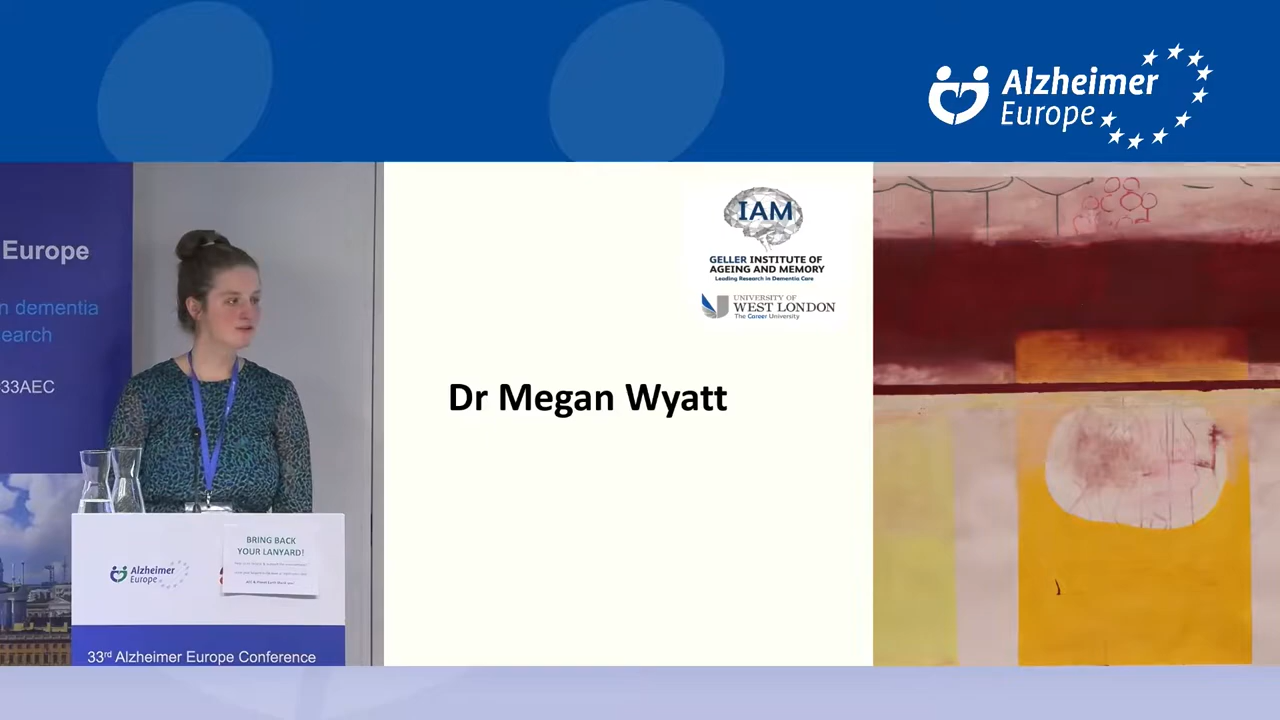 Alzheimer
Europe
Europe
n dementia
earch
33AEC
IAM
GELLER INSTITUTE OF
AGEING AND MEMORY
Leading Research in Dementia Care
UNIVERSITY OF
WEST LONDON
The Career University
Dr Megan Wyatt
BRING BACK
YOUR LANYARD!
Alzheimer
Europe
33rd Alzheimer Europe Conference